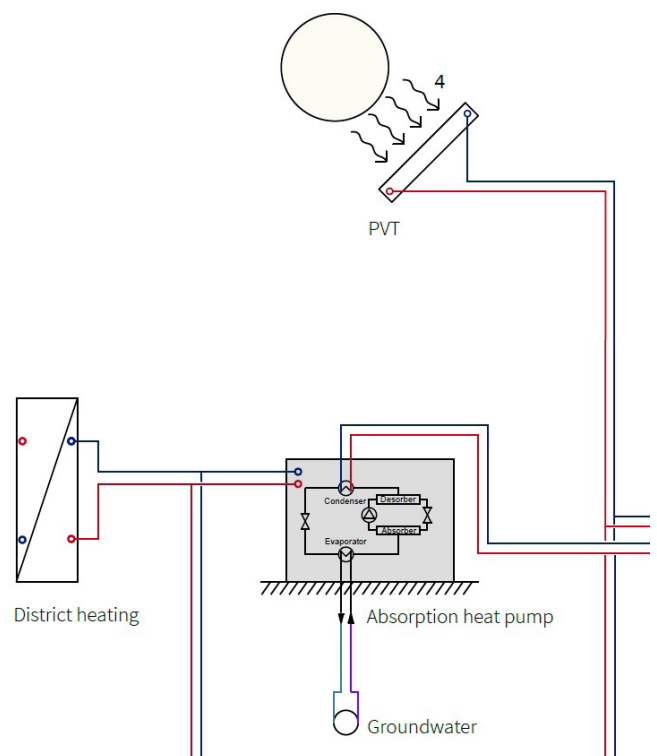 4
PVT
Condenser
Desorber
Absorber
Evaporator
District heating
Absorption heat pump
Groundwater